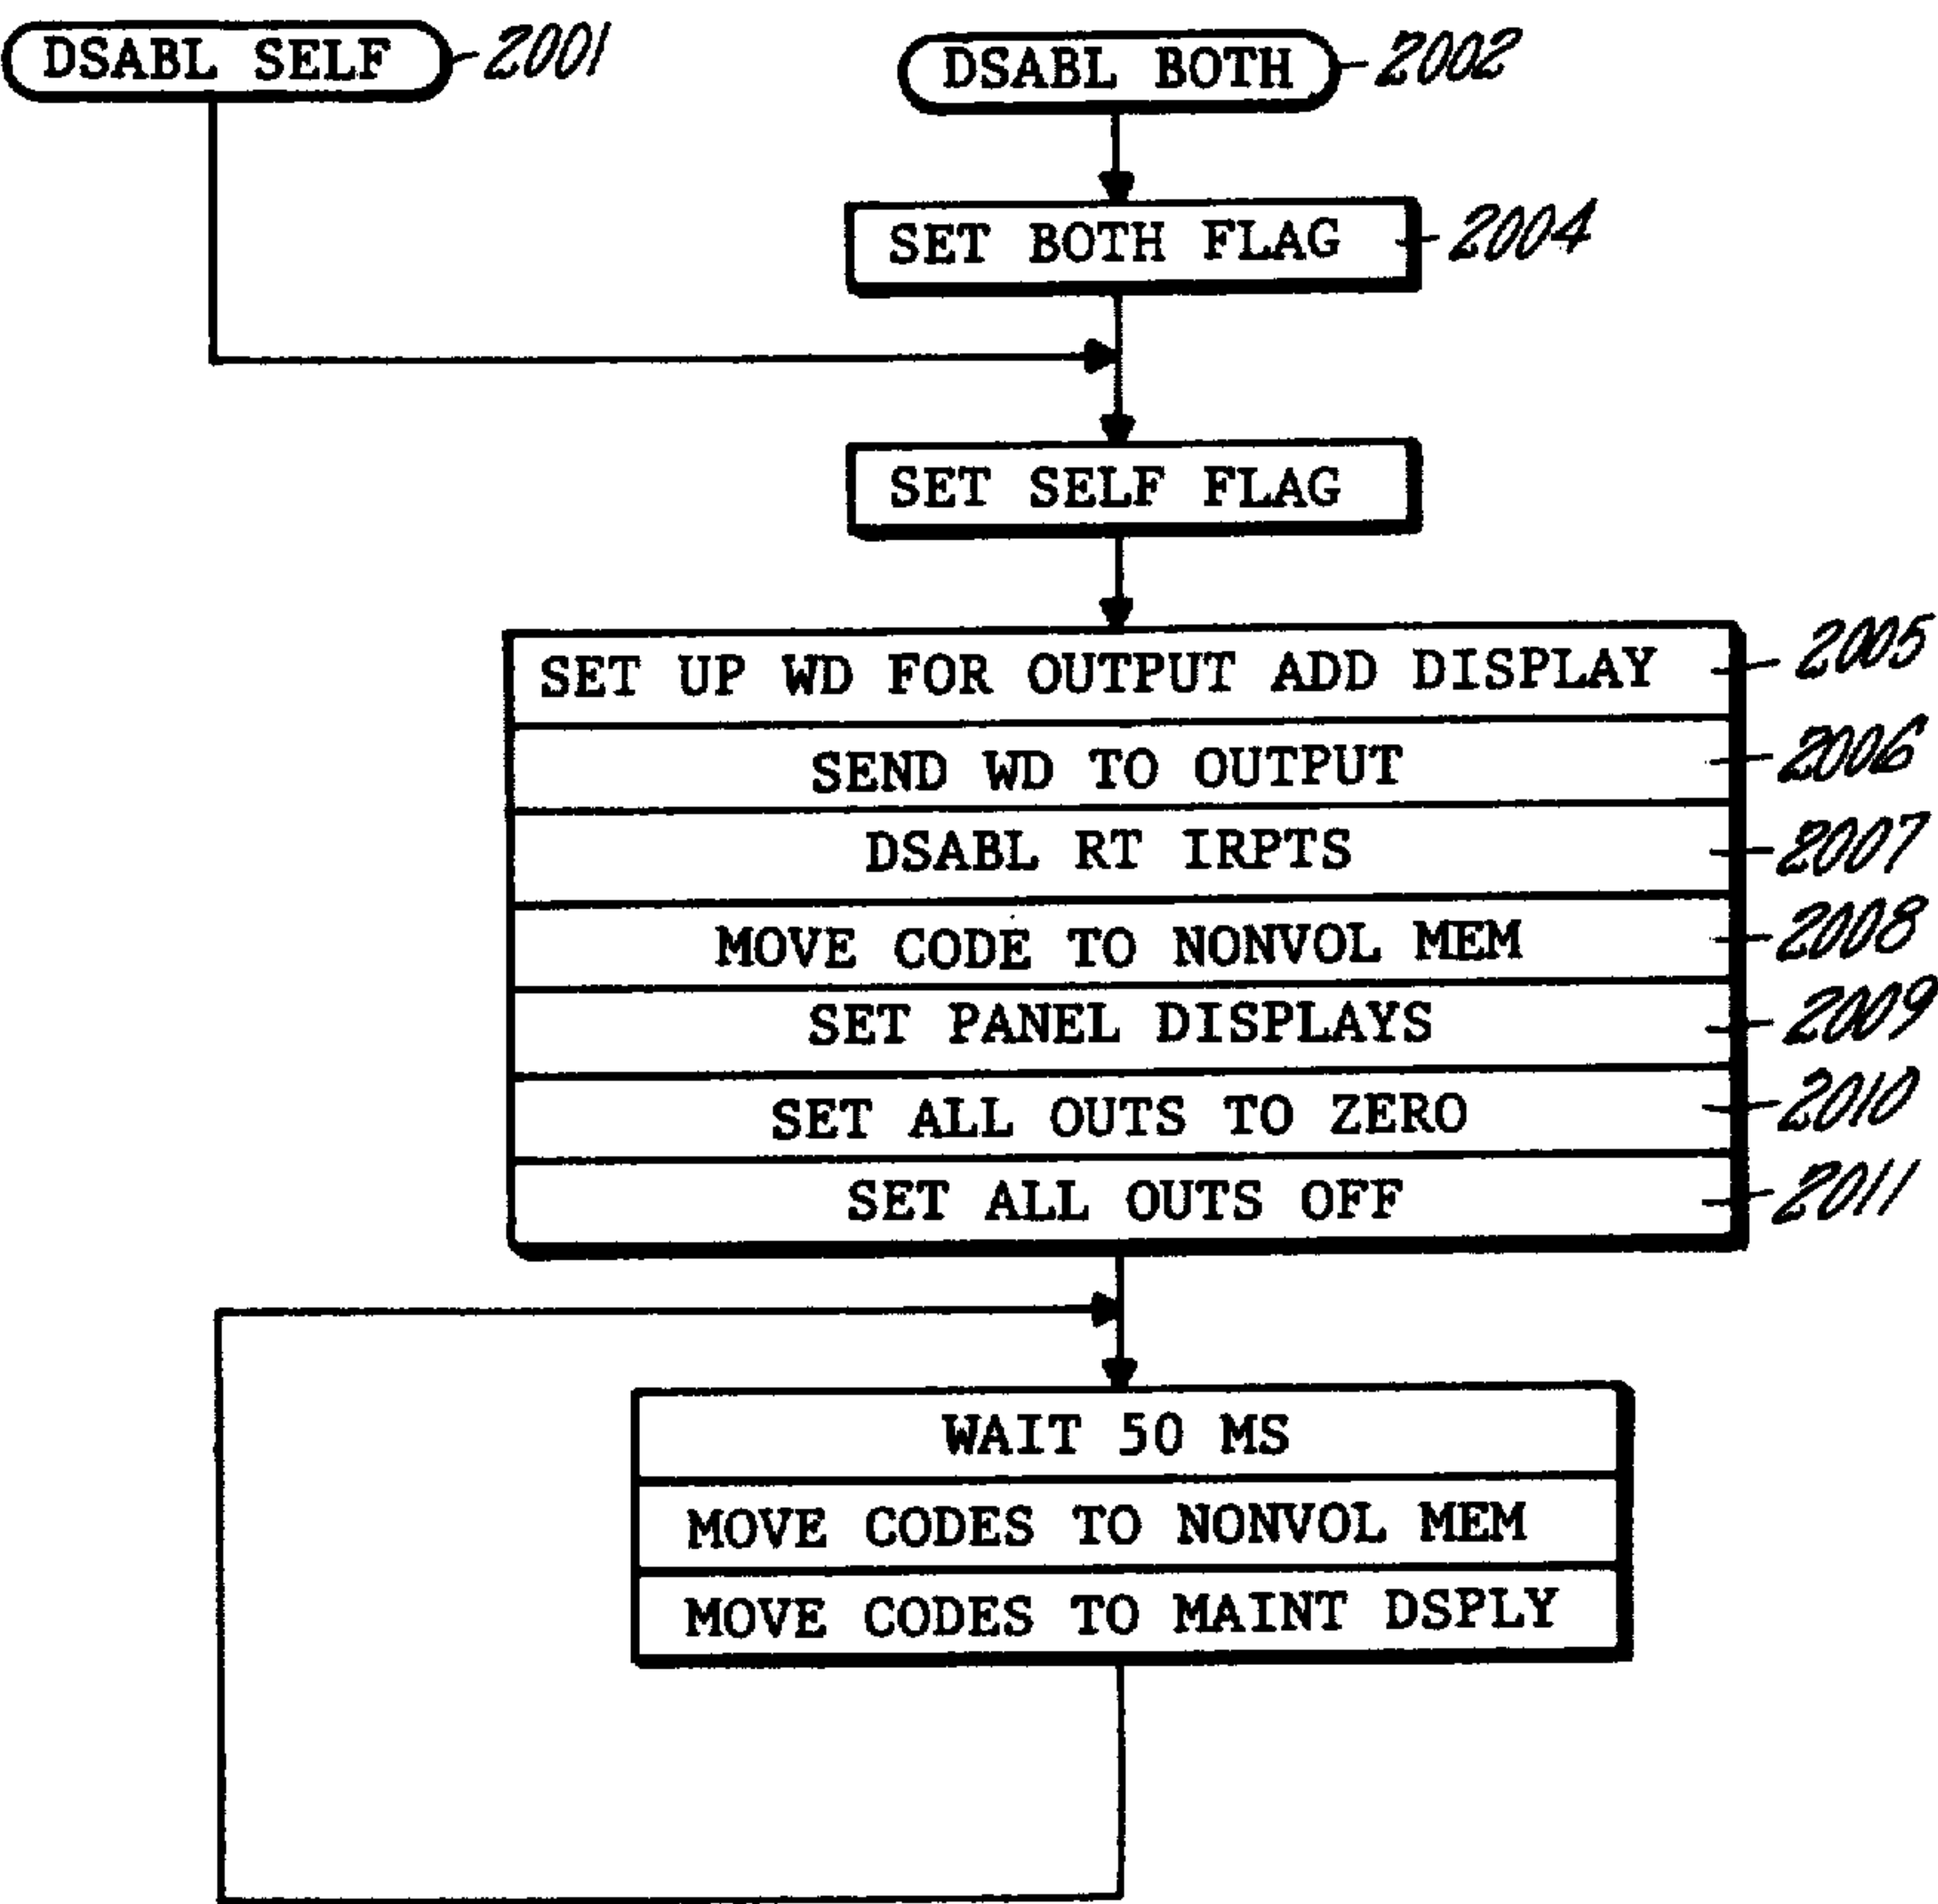 DSABL SELF 2001
DSABL BOTH 2002
SET BOTH FLAG 2004
SET SELF FLAG
SET UP WD FOR OUTPUT ADD DISPLAY 2005
SEND WD TO OUTPUT 2006
DSABL RT IRPTS 2007
MOVE CODE TO NONVOL MEM 2008
SET PANEL DISPLAYS 2009
SET ALL OUTS TO ZERO 2010
SET ALL OUTS OFF 2011
WAIT 50 MS
MOVE CODES TO NONVOL MEM
MOVE CODES TO MAINT DSPLY